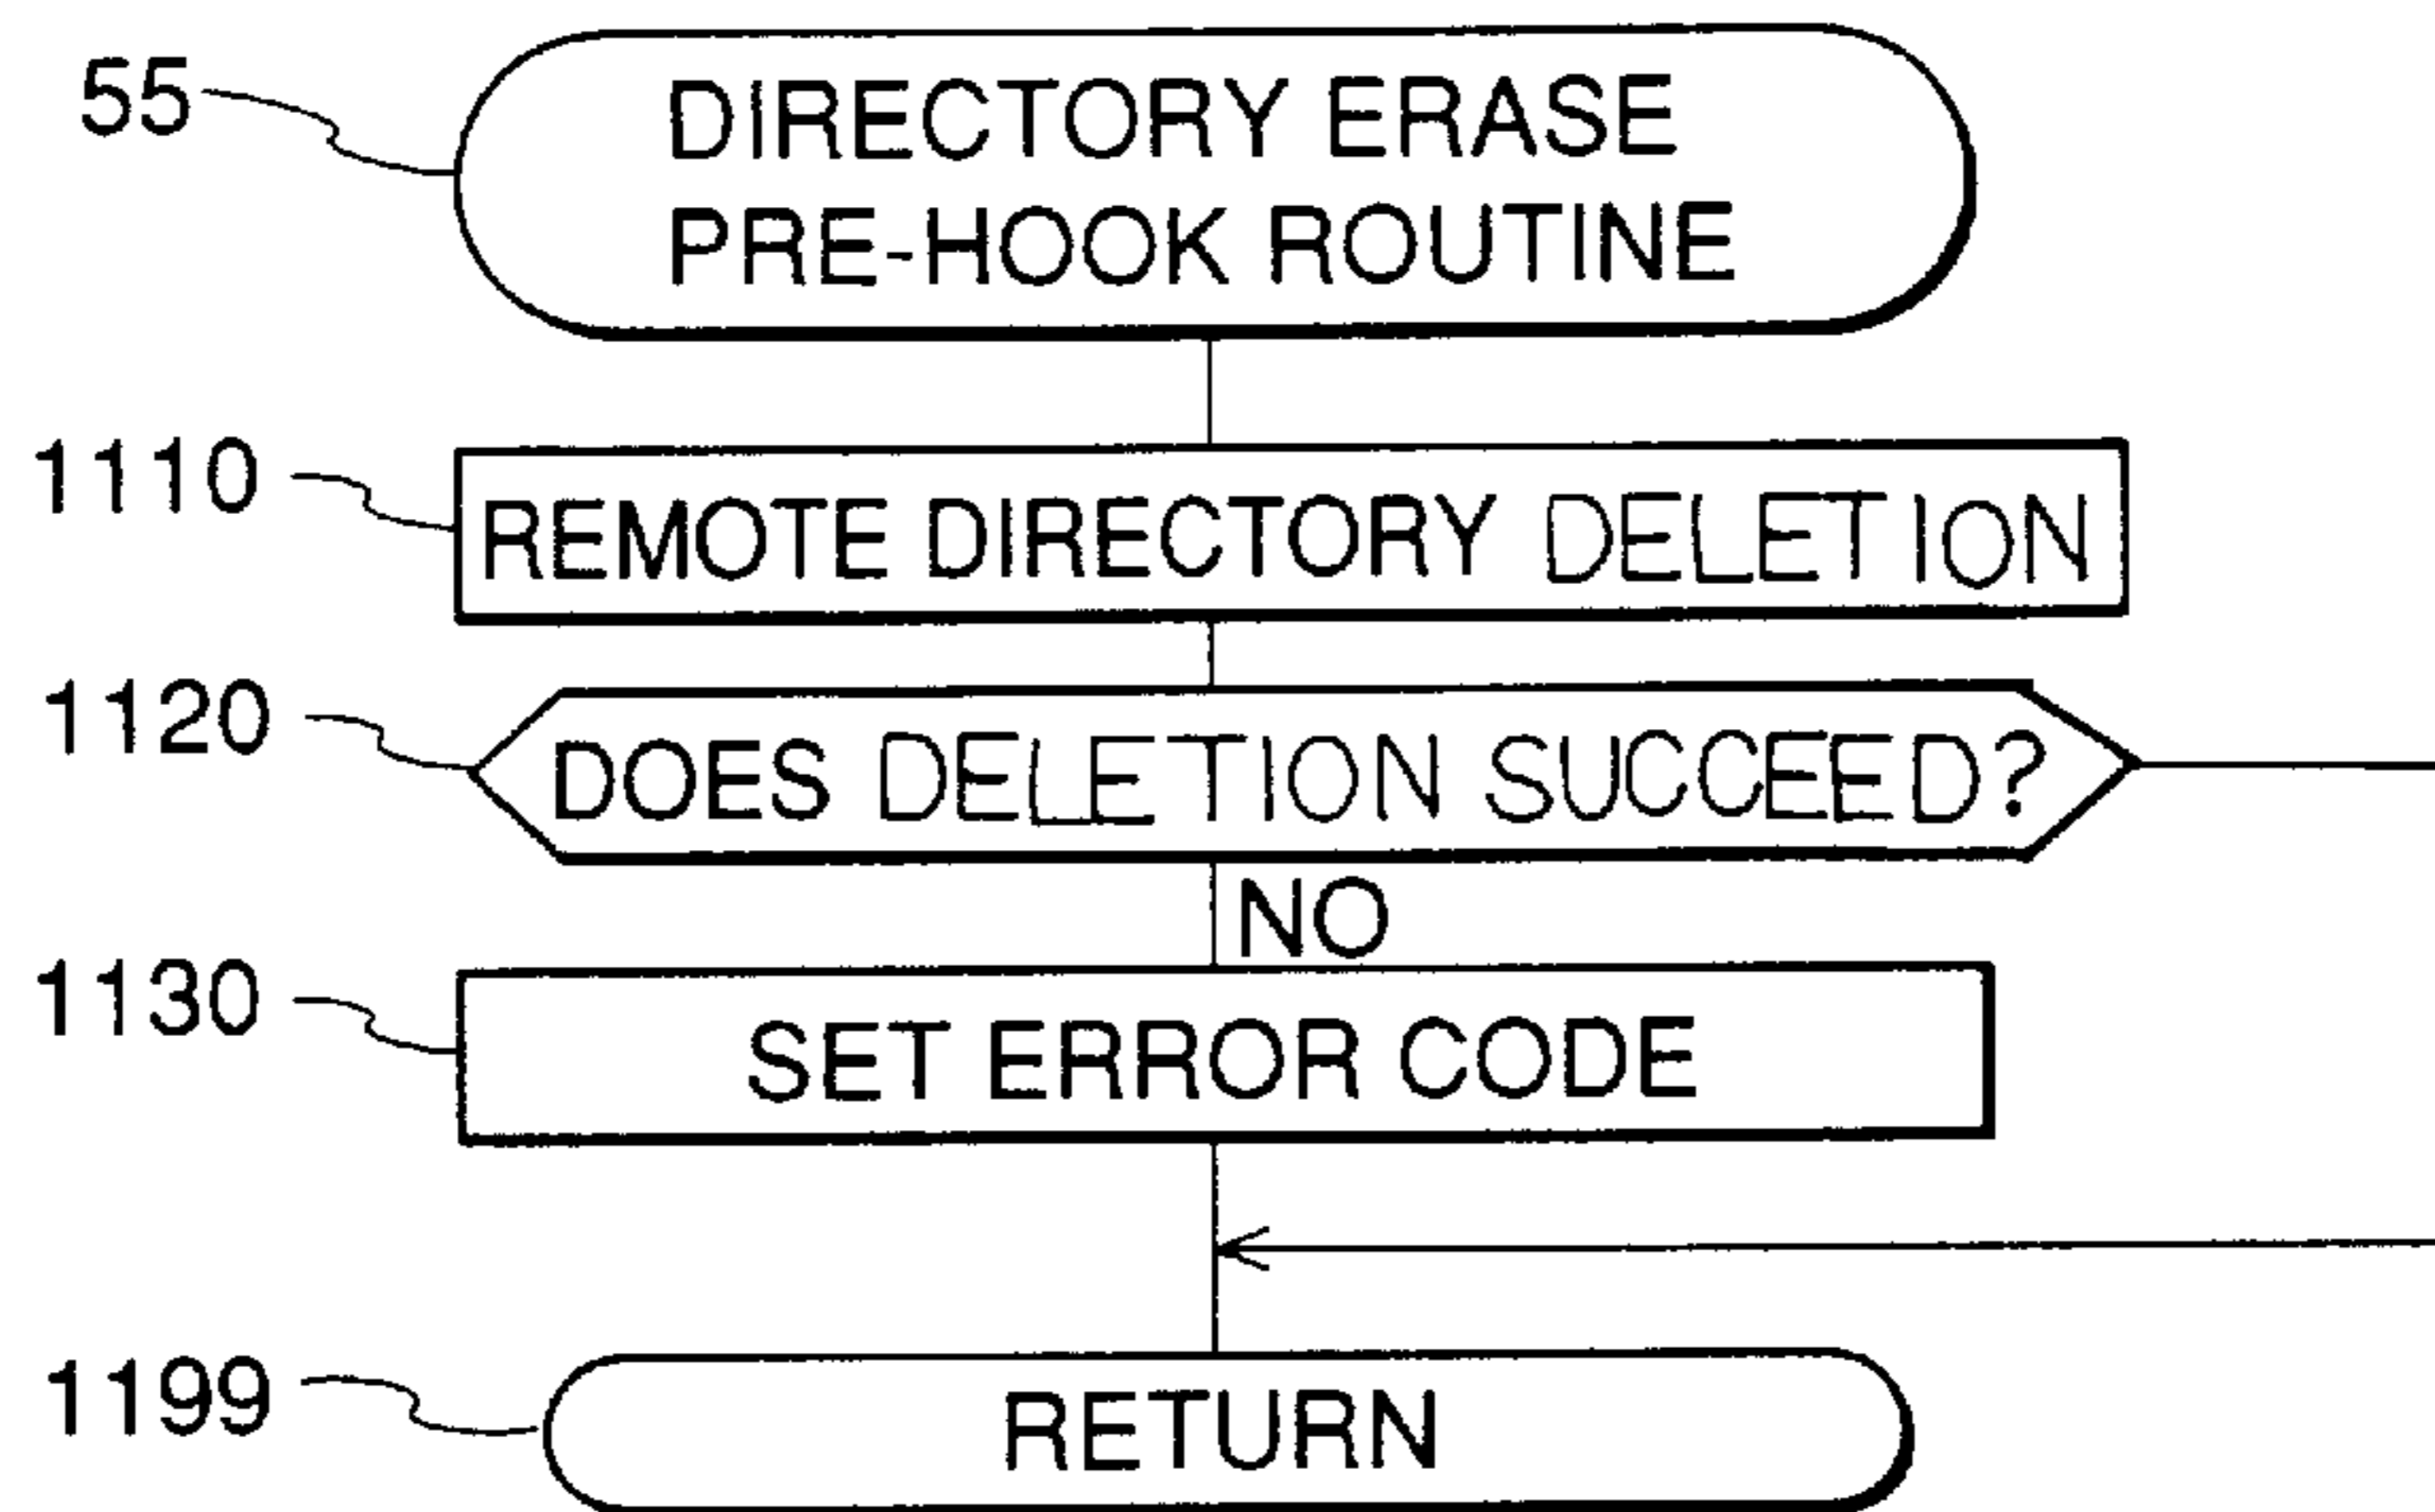 55
DIRECTORY ERASE
PRE-HOOK ROUTINE
1110
REMOTE DIRECTORY DELETION
1120
DOES DELETION SUCCEED?
NO
1130
SET ERROR CODE
1199
RETURN